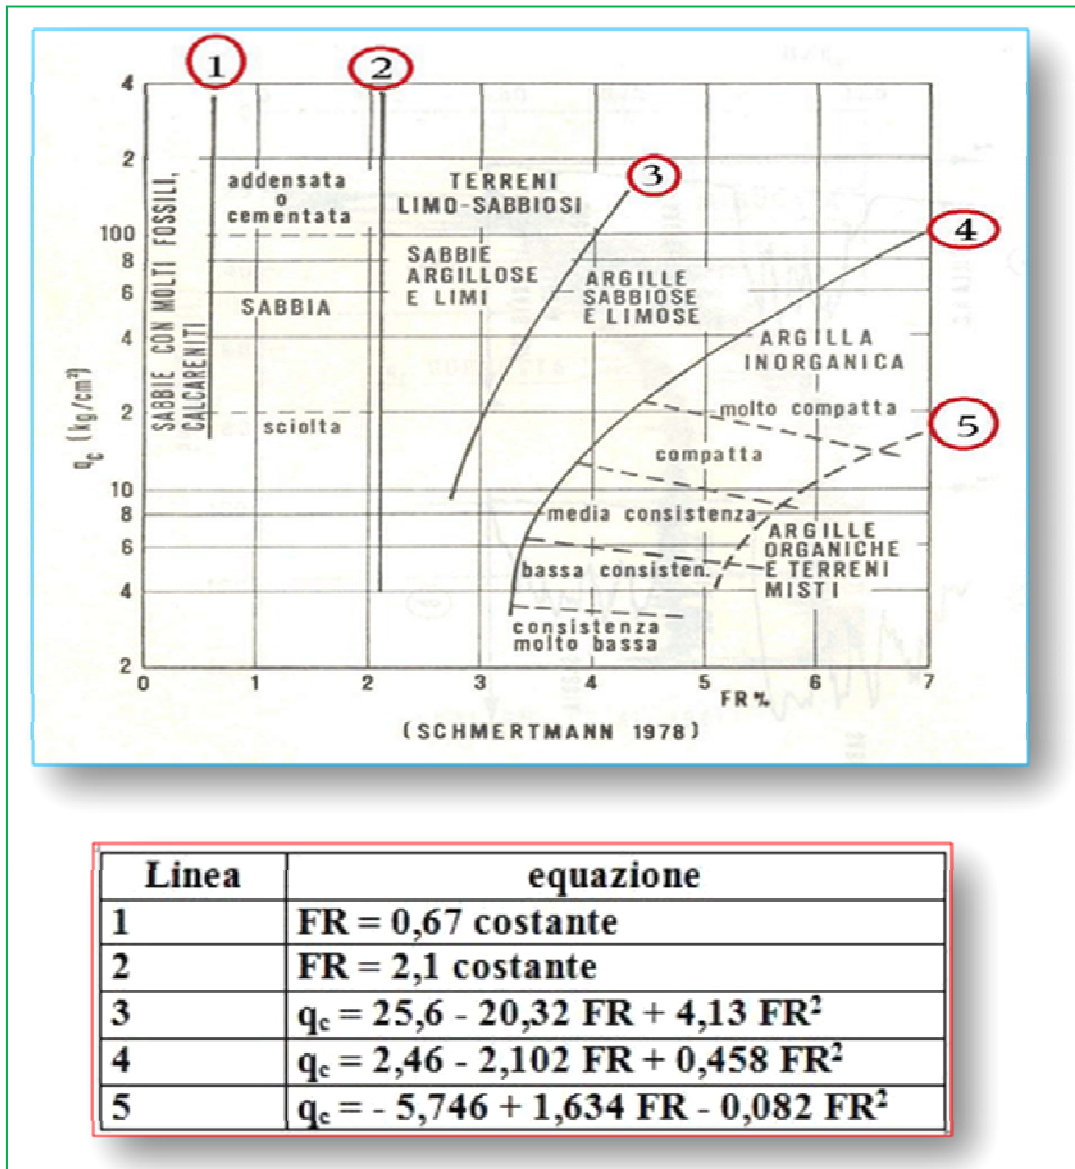 1
2
3
4
5
4
2
100
8
6
4
2
10
8
6
4
2
qc (kg/cm²)
SABBIE CON MOLTI FOSSILI,
CALCARENITI
addensata
o
cementata
SABBIA
sciolta
TERRENI
LIMO-SABBIOSI
SABBIE
ARGILLOSE
E LIMI
ARGILLE
SABBIOSE
E LIMOSE
ARGILLA
INORGANICA
molto compatta
compatta
media consistenza
bassa consisten.
consistenza
molto bassa
ARGILLE
ORGANICHE
E TERRENI
MISTI
0 1 2 3 4 5 6 7
FR %
(SCHMERTMANN 1978)
Linea equazione
1 FR = 0,67 costante
2 FR = 2,1 costante
3 qc = 25,6 - 20,32 FR + 4,13 FR²
4 qc = 2,46 - 2,102 FR + 0,458 FR²
5 qc = - 5,746 + 1,634 FR - 0,082 FR²